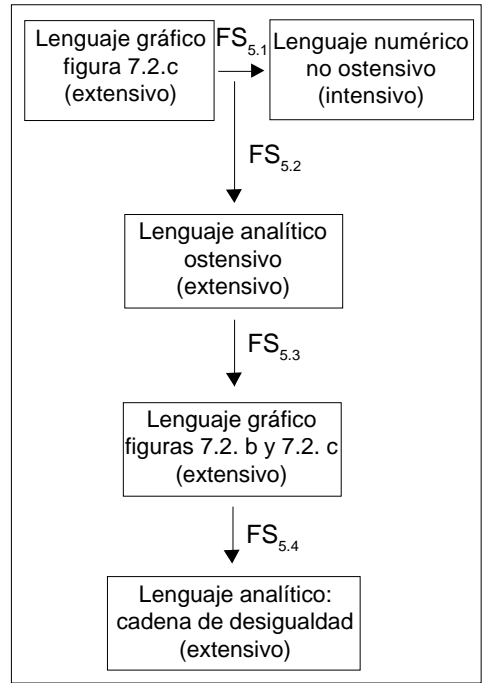 Lenguaje gráfico
figura 7.2.c
(extensivo)
FS5.1
Lenguaje numérico
no ostensivo
(intensivo)
FS5.2
Lenguaje analítico
ostensivo
(extensivo)
FS5.3
Lenguaje gráfico
figuras 7.2. b y 7.2. c
(extensivo)
FS5.4
Lenguaje analítico:
cadena de desigualdad
(extensivo)